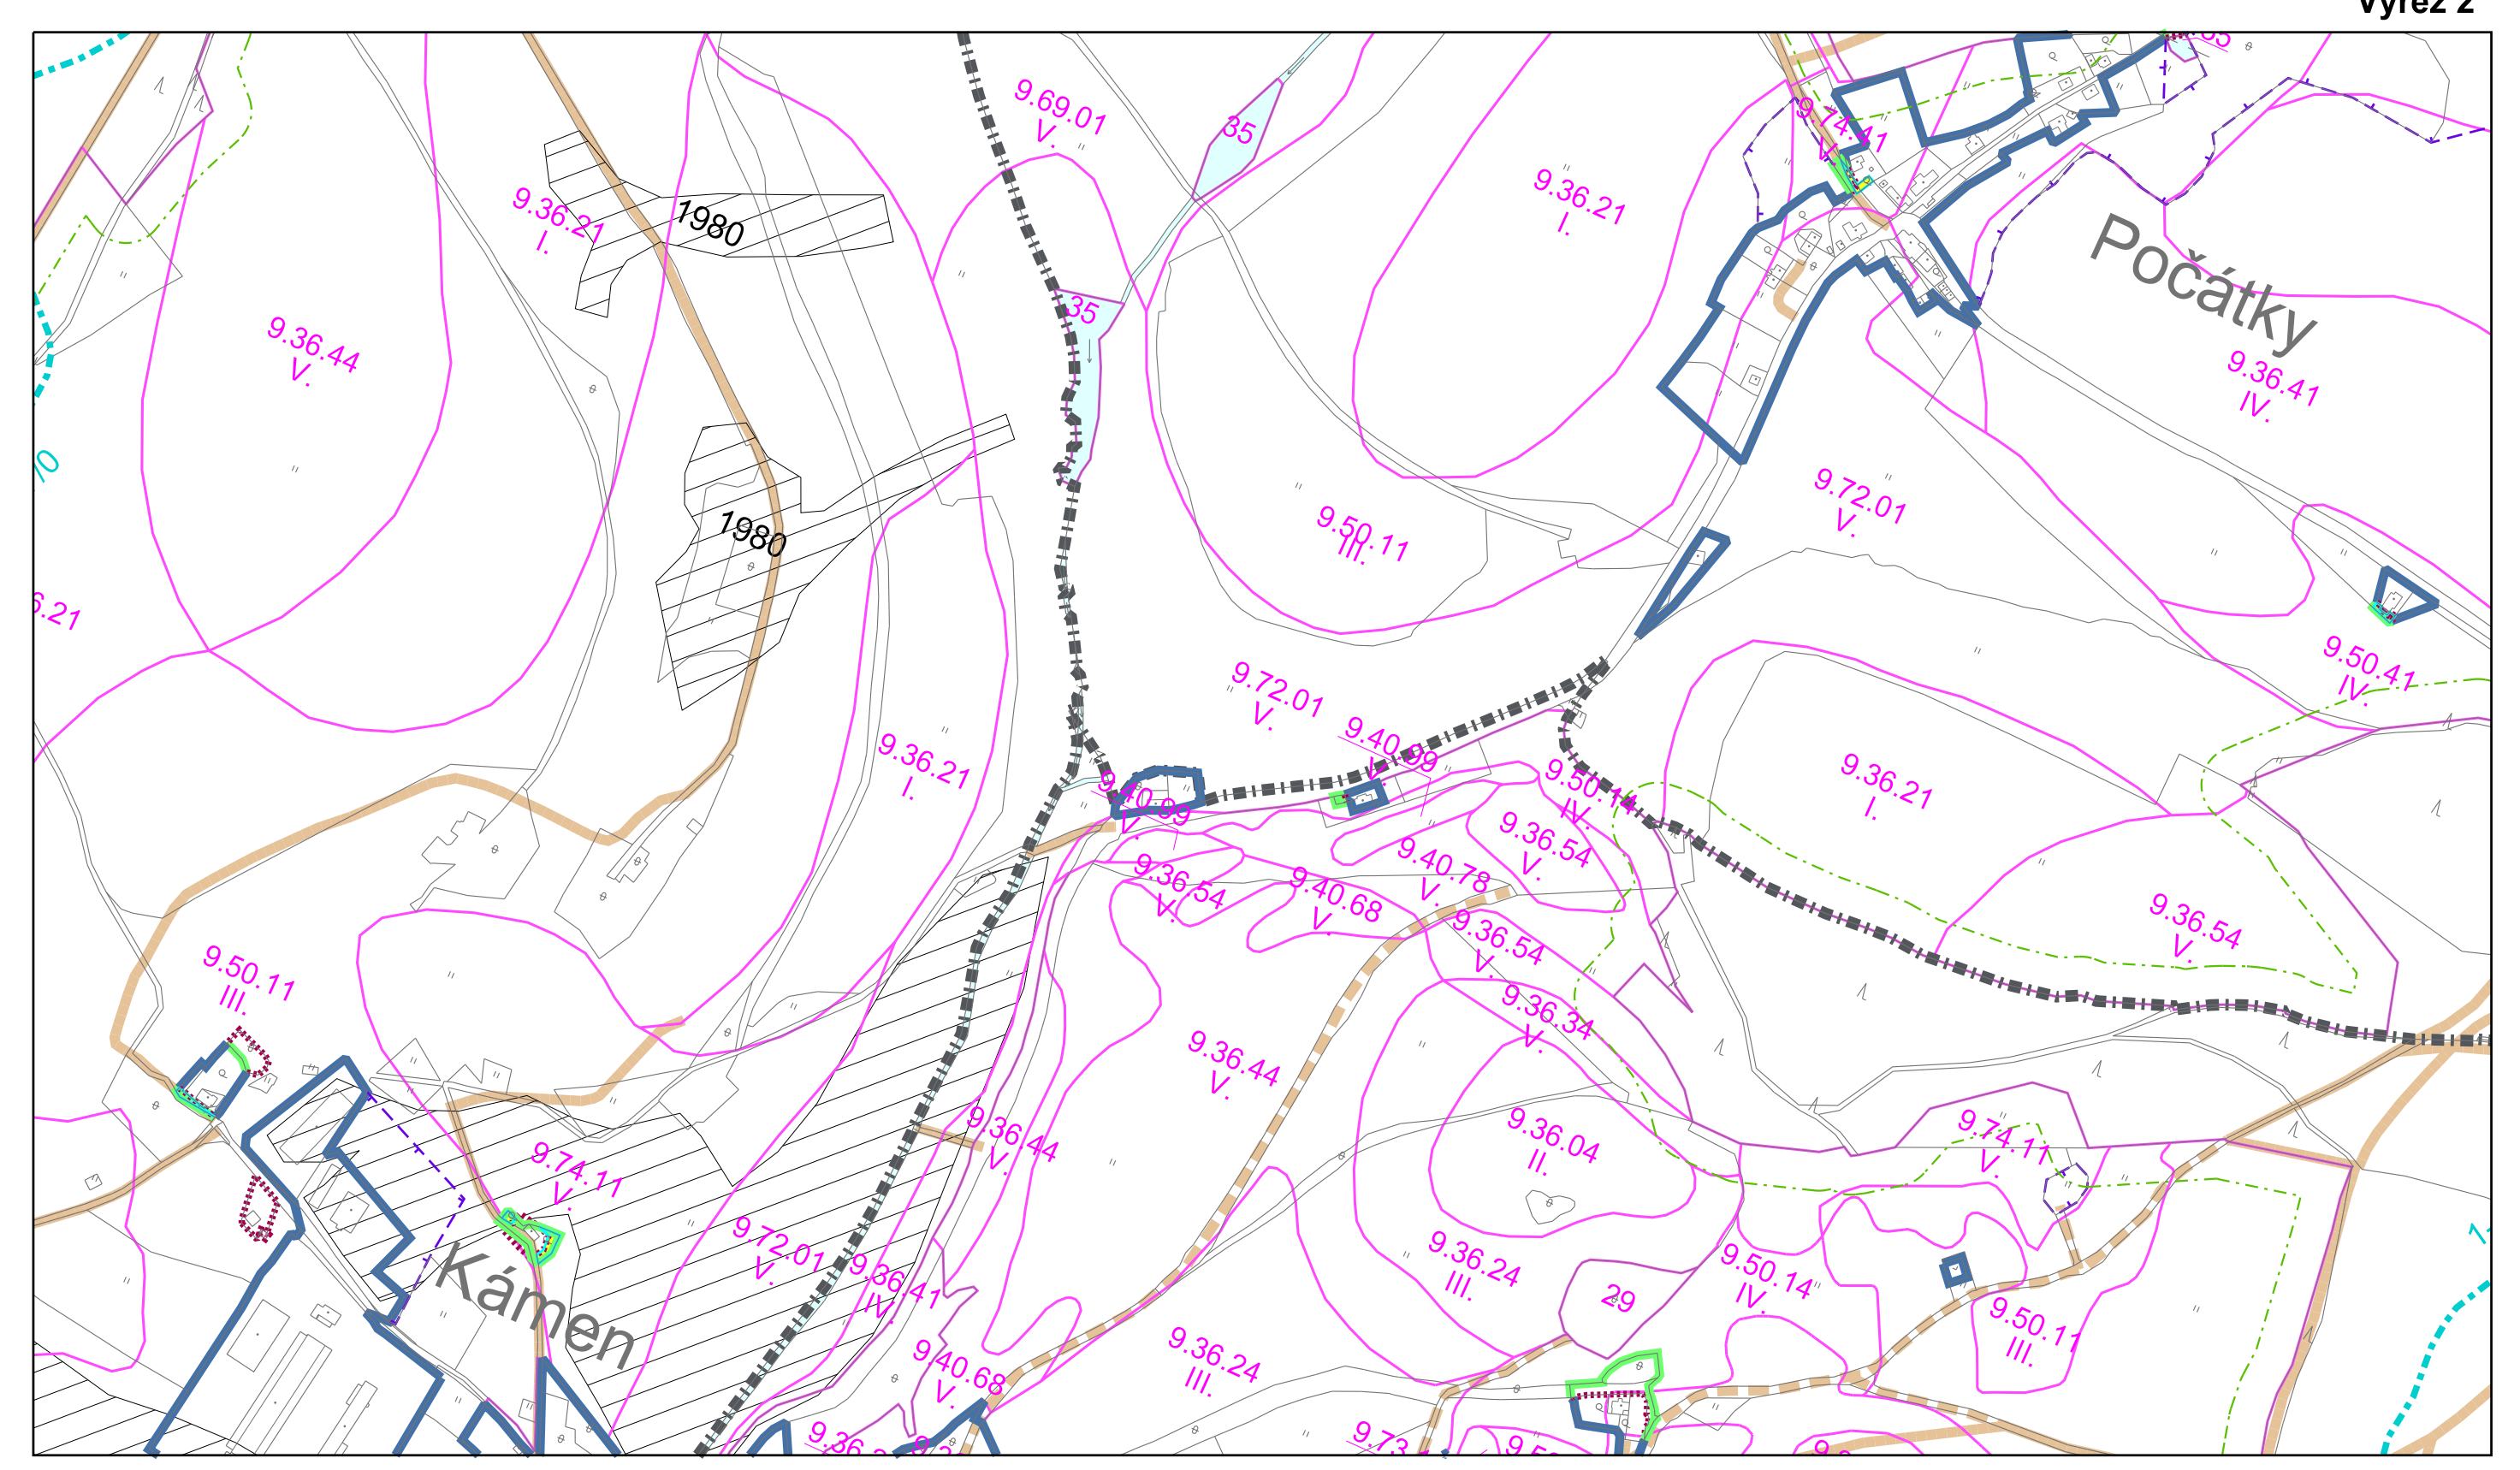 Výřez 2
9.69.01
V.
35
9.74.41
V.
9.36.21
I.
1980
9.36.21
I.
Počátky
35
9.36.44
V.
9.36.41
IV.
9.72.01
V.
1980
9.50.11
III.
6.21
9.50.41
IV.
9.72.01
V.
9.40.99
V.
9.36.21
I.
9.50.14
IV.
9.36.21
I.
9.40.99
V.
9.36.54
V.
9.40.78
V.
9.36.54
V.
9.40.68
V.
9.36.54
V.
9.36.54
V.
9.50.11
III.
9.36.34
V.
9.36.44
V.
9.36.44
V.
9.36.04
II.
9.74.11
V.
9.74.11
V.
9.72.01
V.
9.36.41
IV.
9.36.24
III.
9.50.14
IV.
29
Kámen
9.50.11
III.
9.36.24
III.
9.40.68
V.